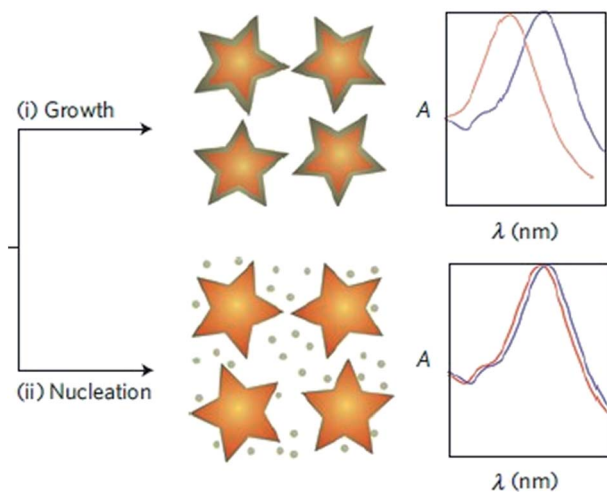 (i) Growth
A
λ (nm)
(ii) Nucleation
A
λ (nm)